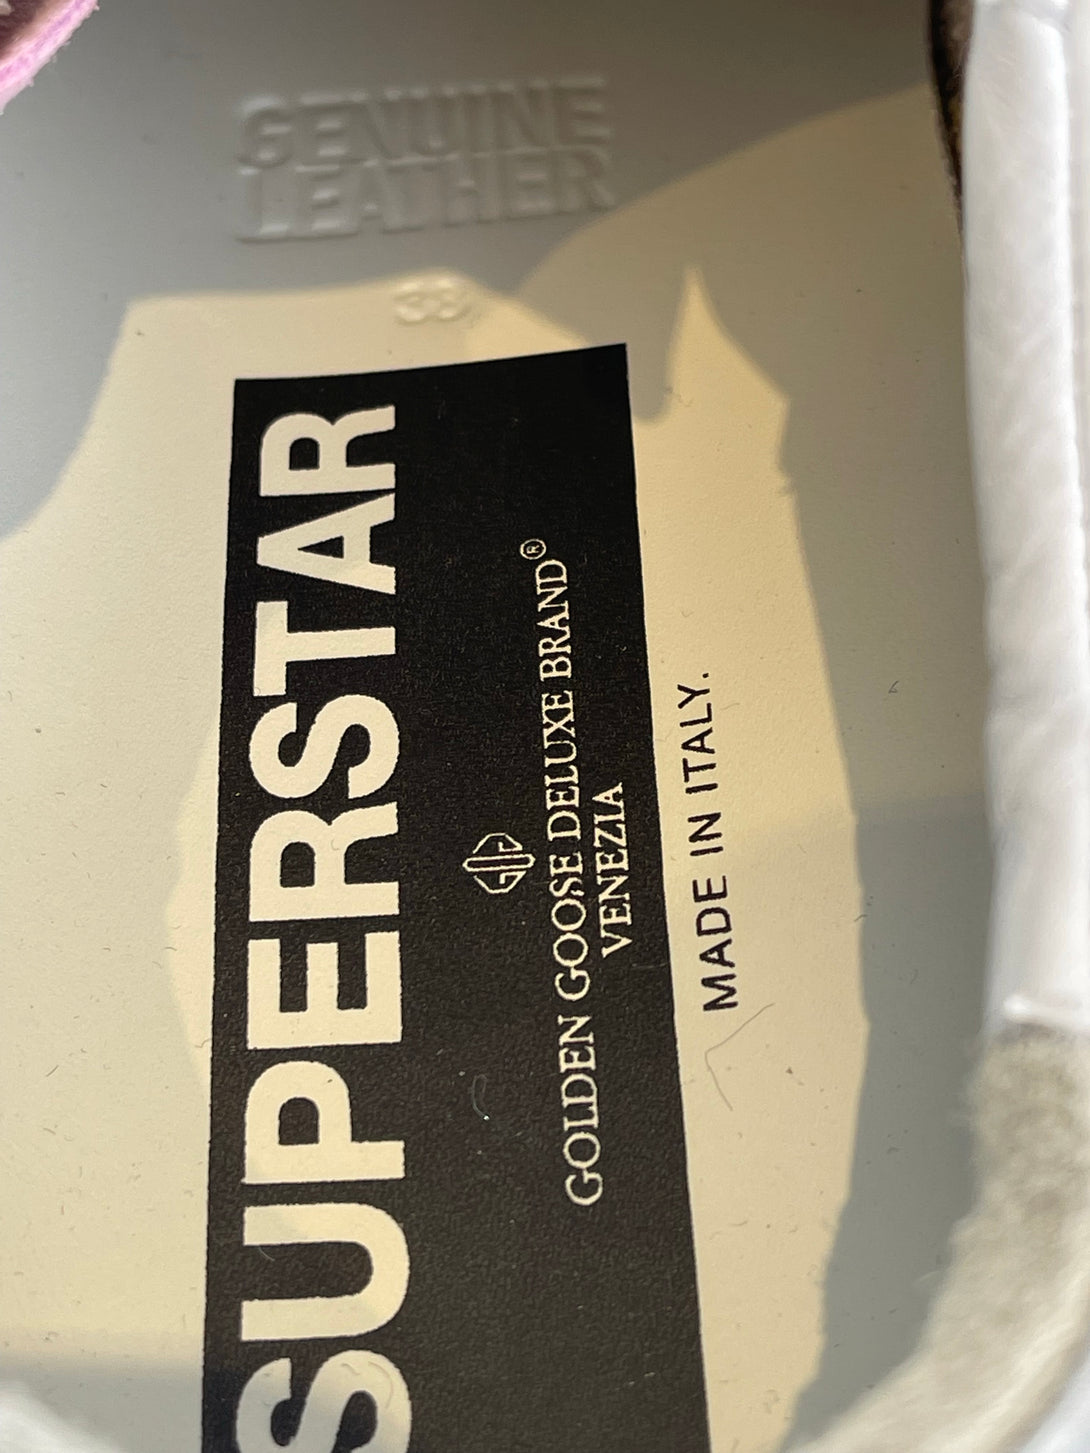 GENUINE
LEATHER
38
SUPERSTAR
GOLDEN GOOSE DELUXE BRAND®
VENEZIA
MADE IN ITALY.